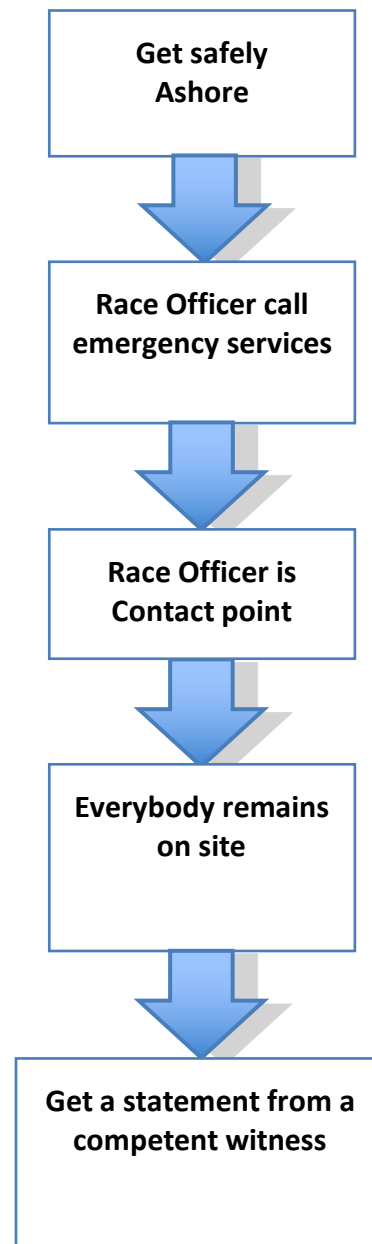 Get safely
Ashore
Race Officer call
emergency services
Race Officer is
Contact point
Everybody remains
on site
Get a statement from a
competent witness